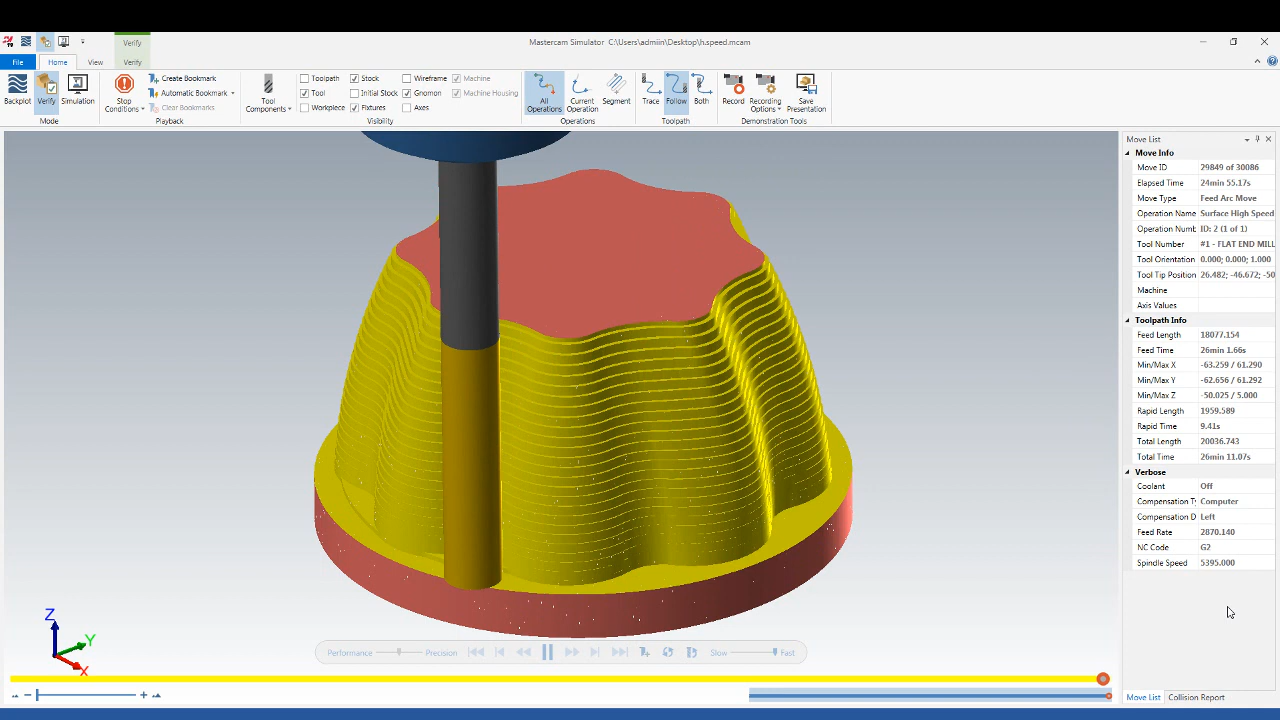 Verify
Mastercam Simulator C:\Users\admiin\Desktop\h.speed.mcam
File
Home
View
Verify
Backplot
Verify
Simulation
Mode
Stop
Conditions
Create Bookmark
Automatic Bookmark
Clear Bookmarks
Playback
Tool
Components
Toolpath
Stock
Wireframe
Machine
Tool
Initial Stock
Gnomon
Machine Housing
Workpiece
Fixtures
Axes
Visibility
All
Operations
Current
Operation
Segment
Operations
Trace
Follow
Both
Toolpath
Record
Recording
Options
Save
Presentation
Demonstration Tools
Move List
Move Info
Move ID 29849 of 30086
Elapsed Time 24min 55.17s
Move Type Feed Arc Move
Operation Name Surface High Speed
Operation Numb ID: 2 (1 of 1)
Tool Number #1 - FLAT END MILL
Tool Orientation 0.000; 0.000; 1.000
Tool Tip Position 26.482; -46.672; -50
Machine
Axis Values
Toolpath Info
Feed Length 18077.154
Feed Time 26min 1.66s
Min/Max X -63.259 / 61.290
Min/Max Y -62.656 / 61.292
Min/Max Z -50.025 / 5.000
Rapid Length 1959.589
Rapid Time 9.41s
Total Length 20036.743
Total Time 26min 11.07s
Verbose
Coolant Off
Compensation Ty Computer
Compensation D Left
Feed Rate 2870.140
NC Code G2
Spindle Speed 5395.000
Z
Y
X
Performance Precision Slow Fast
Move List Collision Report